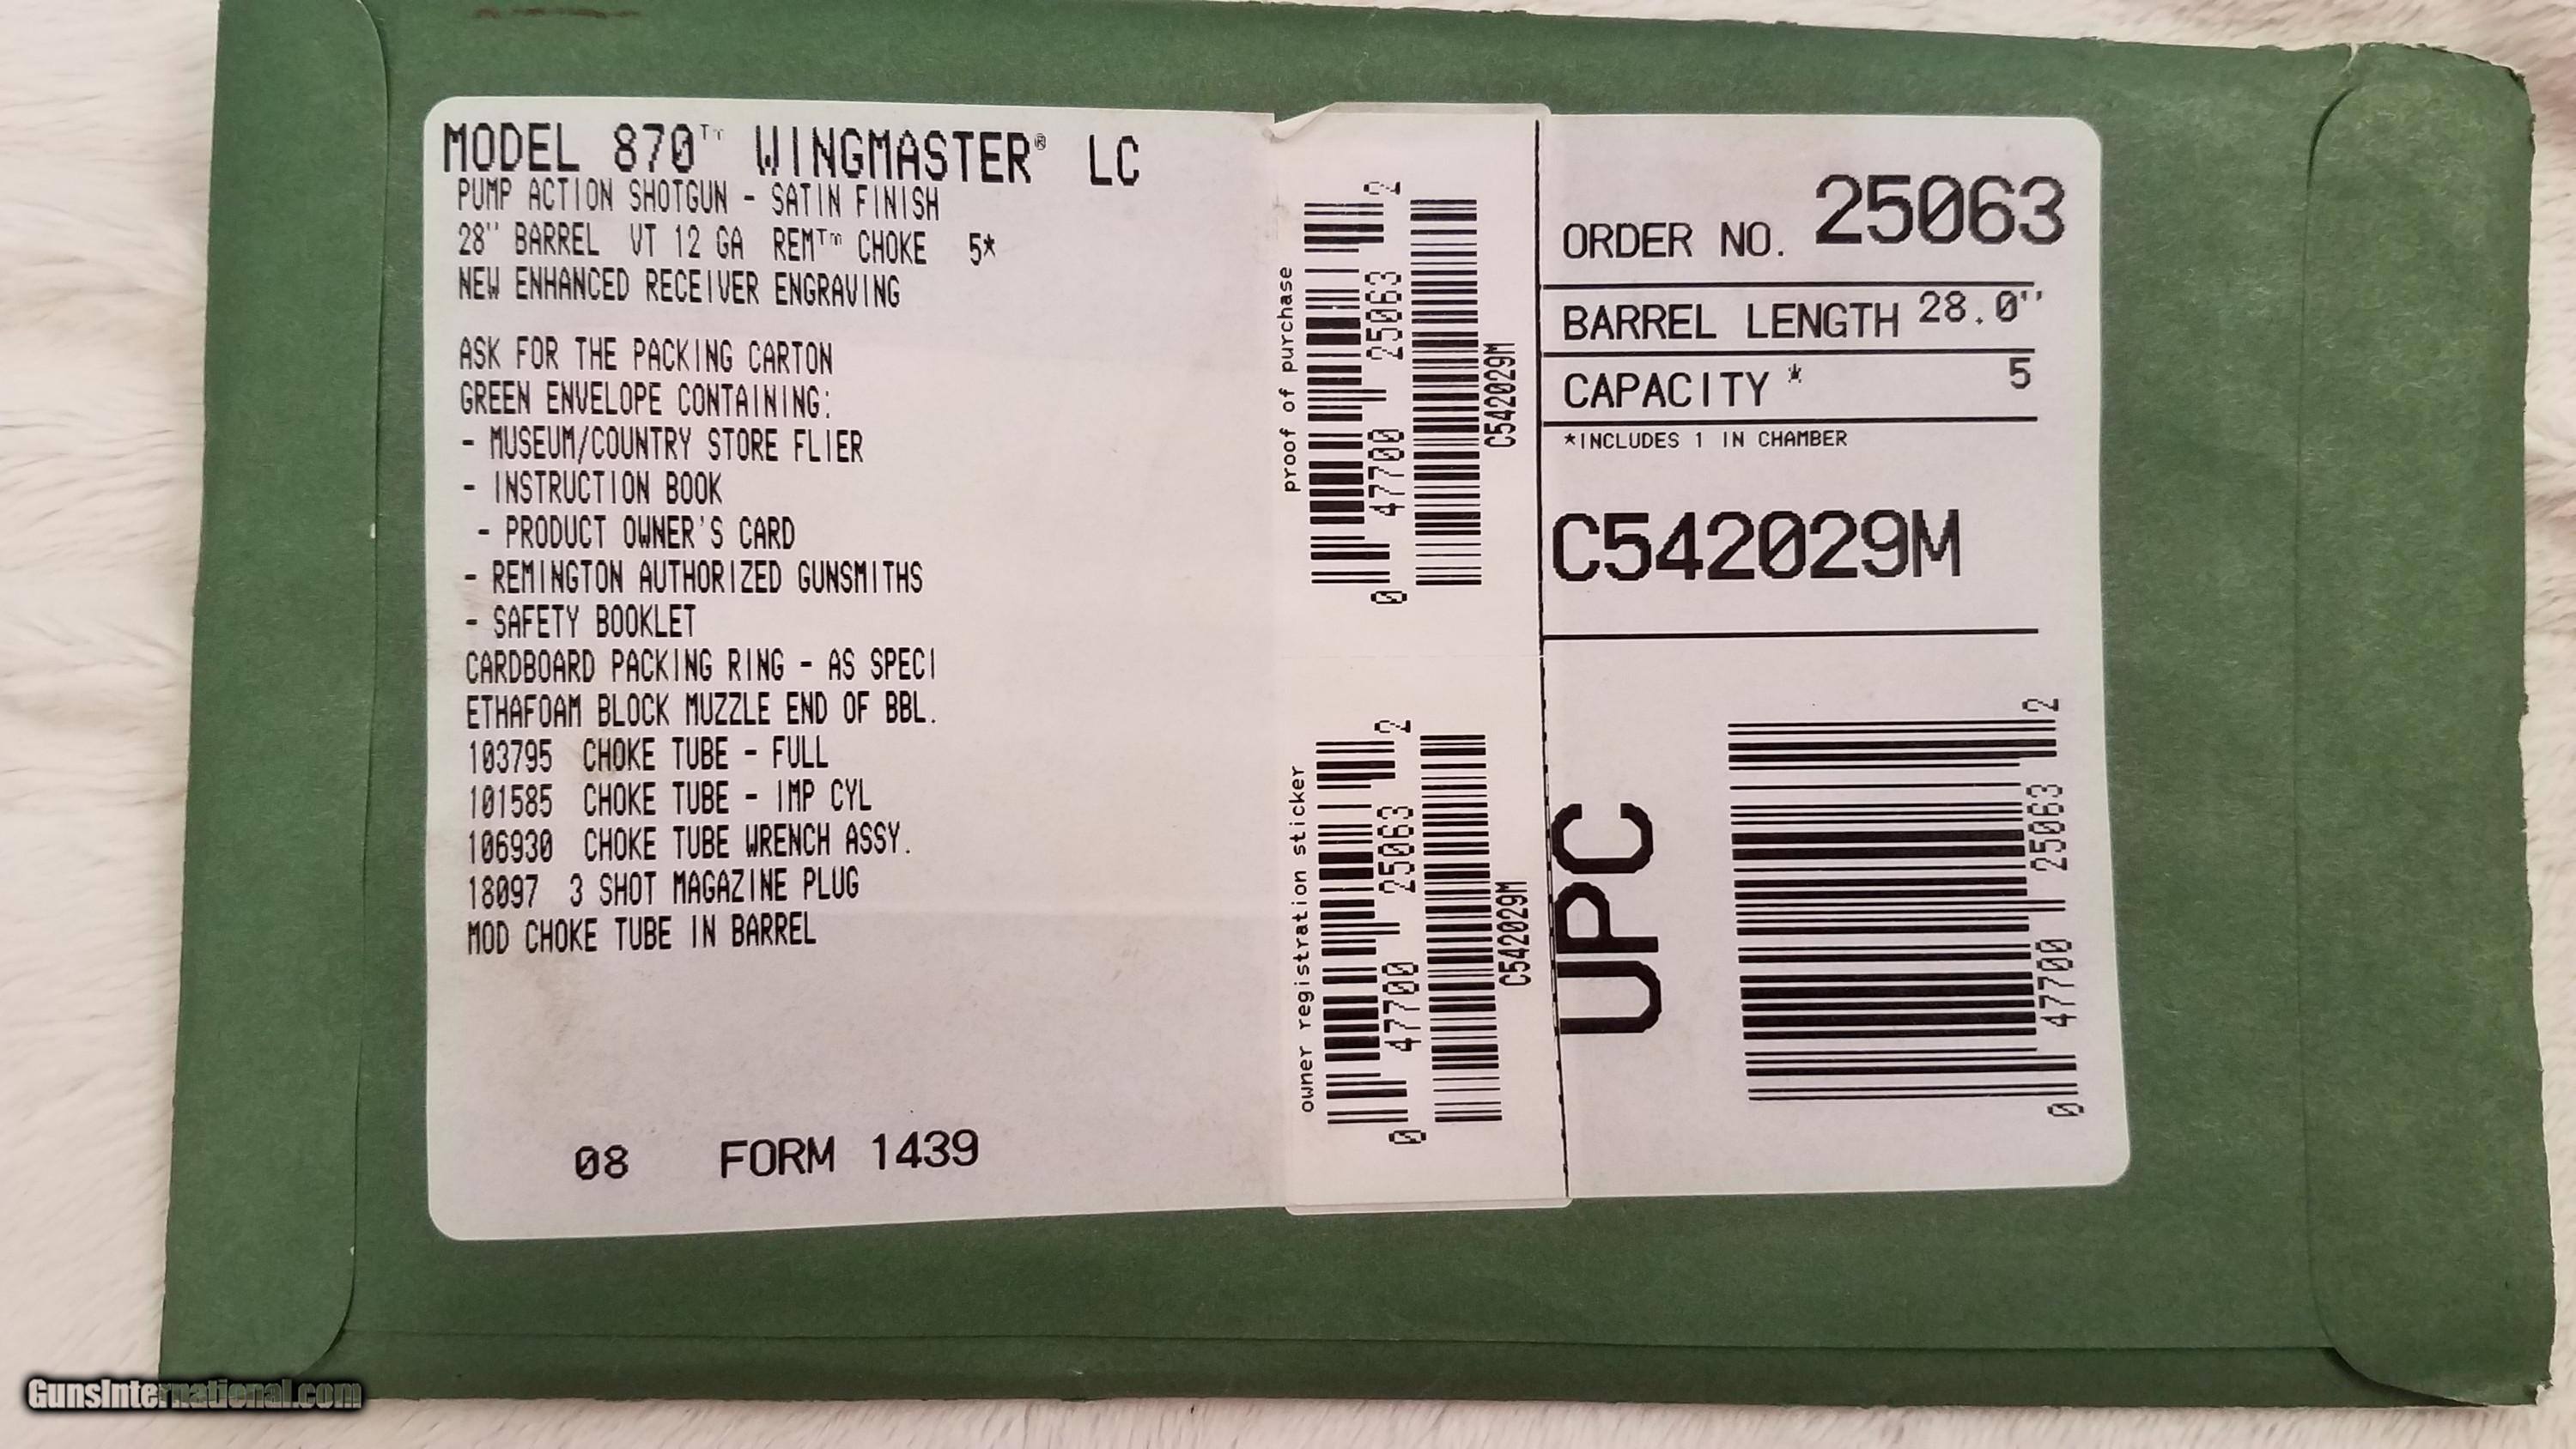 MODEL 870™ WINGMASTER® LC
PUMP ACTION SHOTGUN - SATIN FINISH
28" BARREL VT 12 GA REM™ CHOKE 5*
NEW ENHANCED RECEIVER ENGRAVING
ASK FOR THE PACKING CARTON
GREEN ENVELOPE CONTAINING:
- MUSEUM/COUNTRY STORE FLIER
- INSTRUCTION BOOK
- PRODUCT OWNER'S CARD
- REMINGTON AUTHORIZED GUNSMITHS
- SAFETY BOOKLET
CARDBOARD PACKING RING - AS SPECI
ETHAFOAM BLOCK MUZZLE END OF BBL.
103795 CHOKE TUBE - FULL
101585 CHOKE TUBE - IMP CYL
106930 CHOKE TUBE WRENCH ASSY.
18097 3 SHOT MAGAZINE PLUG
MOD CHOKE TUBE IN BARREL
08 FORM 1439
proof of purchase
0 47700 25063 2
C542029M
owner registration sticker
0 47700 25063 2
C542029M
ORDER NO. 25063
BARREL LENGTH 28.0"
CAPACITY * 5
*INCLUDES 1 IN CHAMBER
C542029M
UPC
0 47700 25063 2
GunsInternational.com